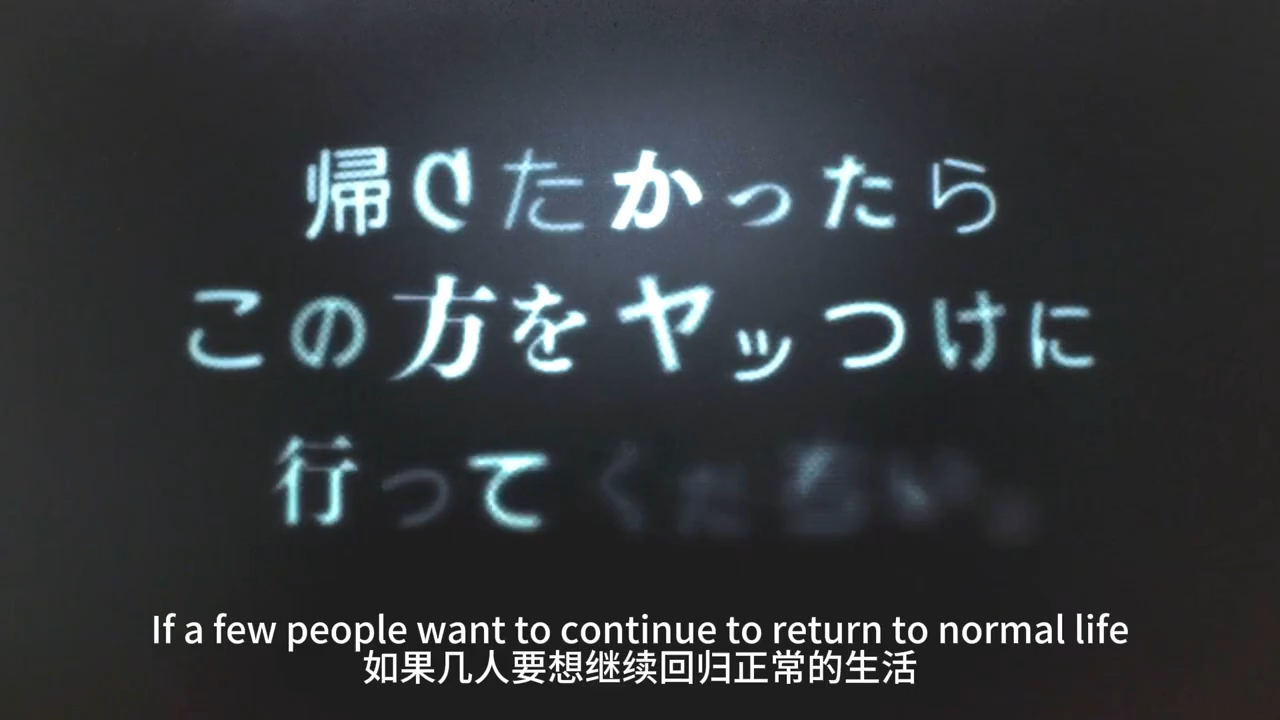 帰りたかったら
この方をヤッつけに
行って
If a few people want to continue to return to normal life
如果几人要想继续回归正常的生活